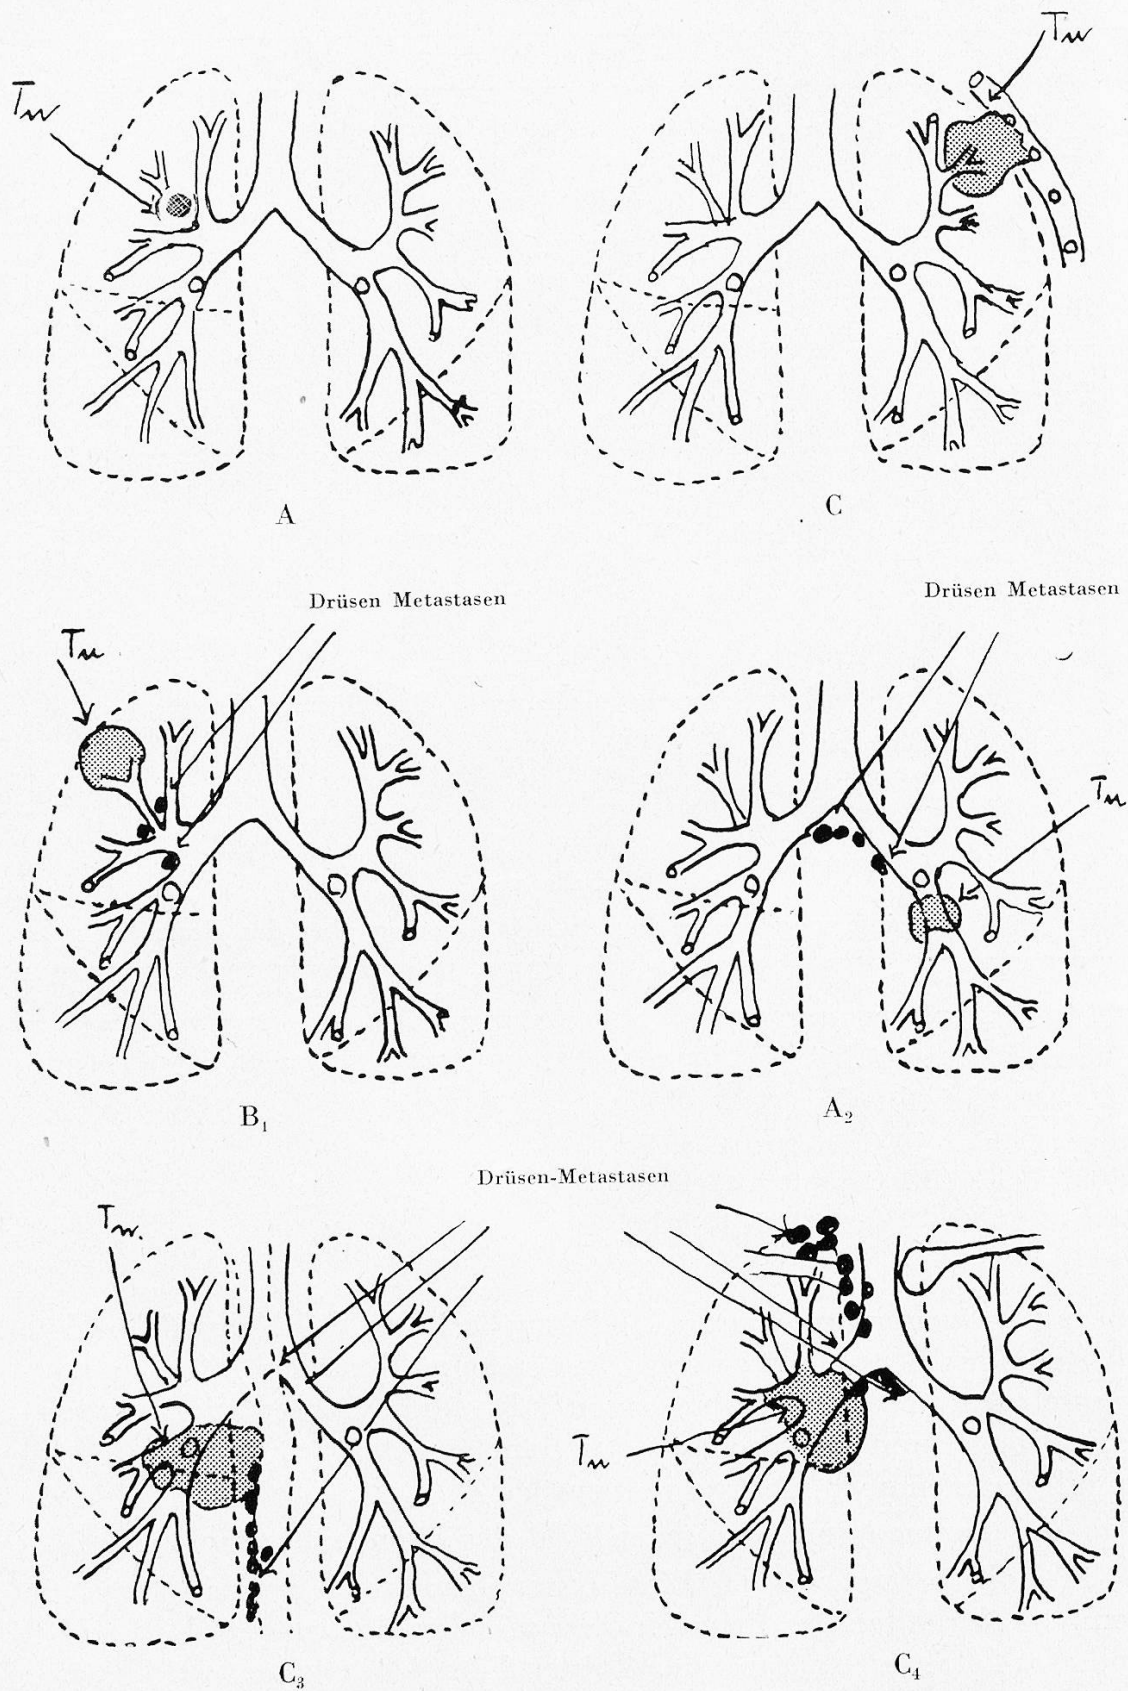 Tu
Tu
A
C
Drüsen Metastasen
Drüsen Metastasen
Tu
Tu
B₁
A₂
Drüsen-Metastasen
Tu
Tu
C₃
C₄